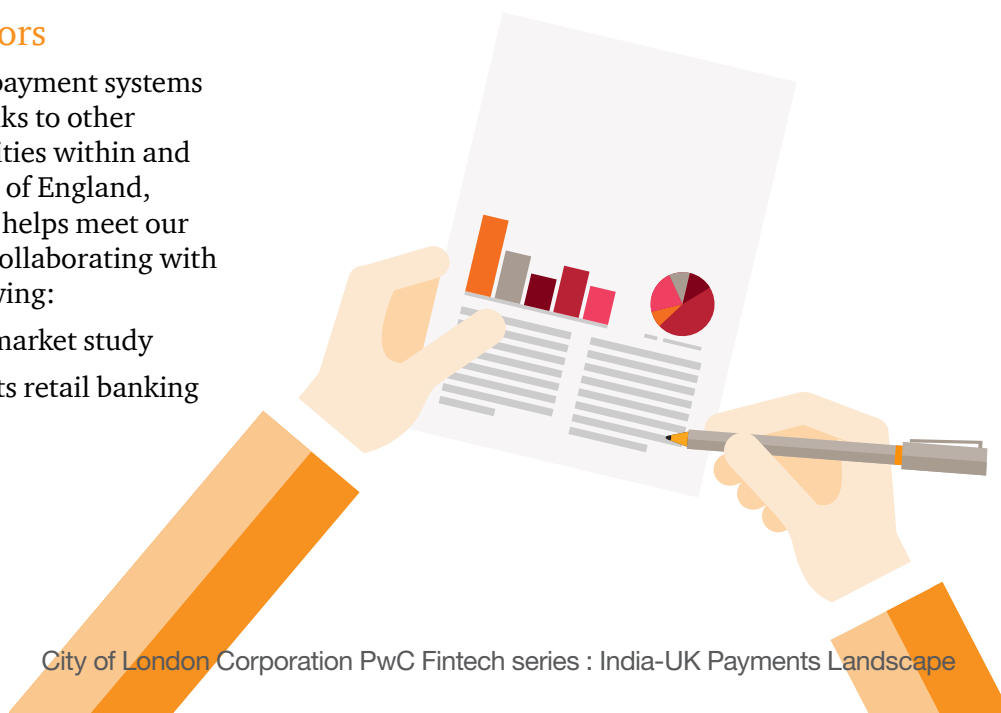 ors
payment systems
ks to other
ities within and
of England,
helps meet our
ollaborating with
ving:
market study
ts retail banking
City of London Corporation PwC Fintech series : India-UK Payments Landscape